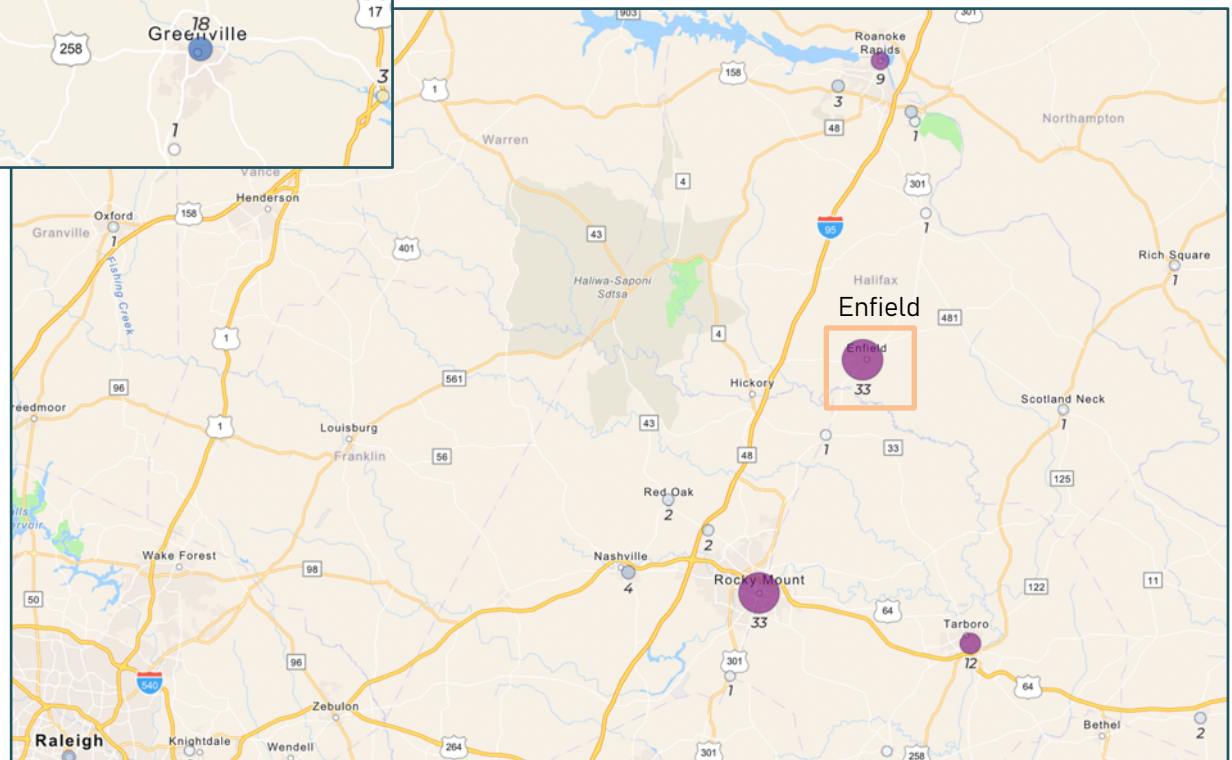 18
Greenville
258
17
3
1
903
301
Roanoke
Rapids
9
158
1
3
Warren
48
1
Northampton
Vance
4
301
Henderson
Oxford
158
1
Granville
43
401
95
1
Rich Square
1
Fishing Creek
Haliwa-Saponi
Sdtsa
Halifax
Enfield
481
1
4
Enfield
33
561
Hickory
96
reedmoor
Scotland Neck
1
1
Louisburg
43
Franklin
56
48
1
33
125
Red Oak
2
2
Wake Forest
Nashville
98
4
Rocky Mount
33
122
11
50
64
Tarboro
12
96
301
1
540
64
Zebulon
Bethel
2
Raleigh
Knightdale
Wendell
264
301
258